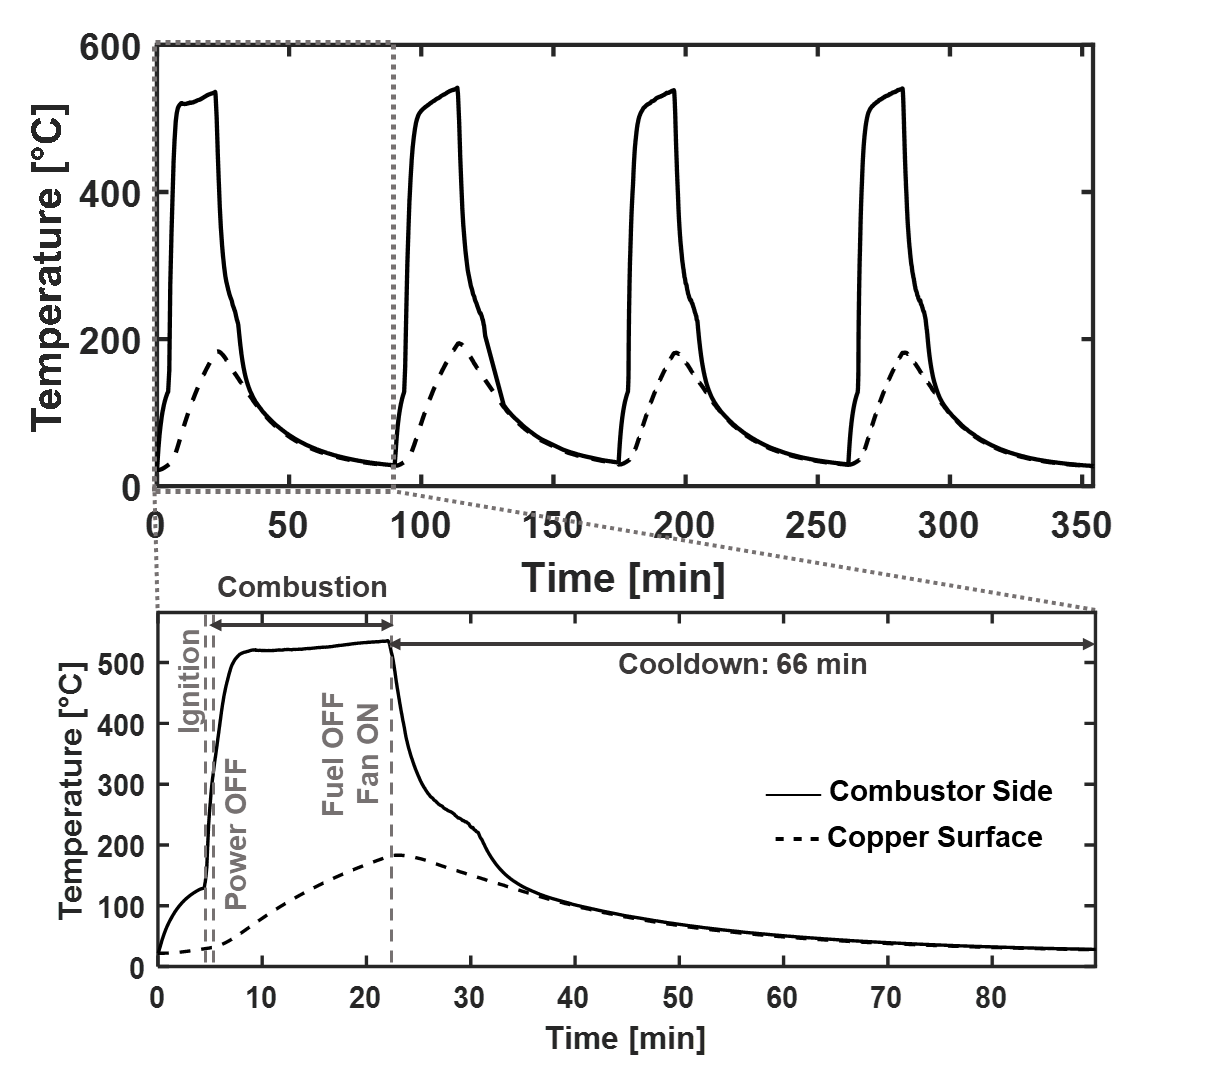 Temperature [°C]
600
400
200
0
0 50 100 150 200 250 300 350
Time [min]
Combustion
Cooldown: 66 min
Ignition
Power OFF
Fuel OFF
Fan ON
Combustor Side
Copper Surface
Temperature [°C]
500
400
300
200
100
0
0 10 20 30 40 50 60 70 80
Time [min]